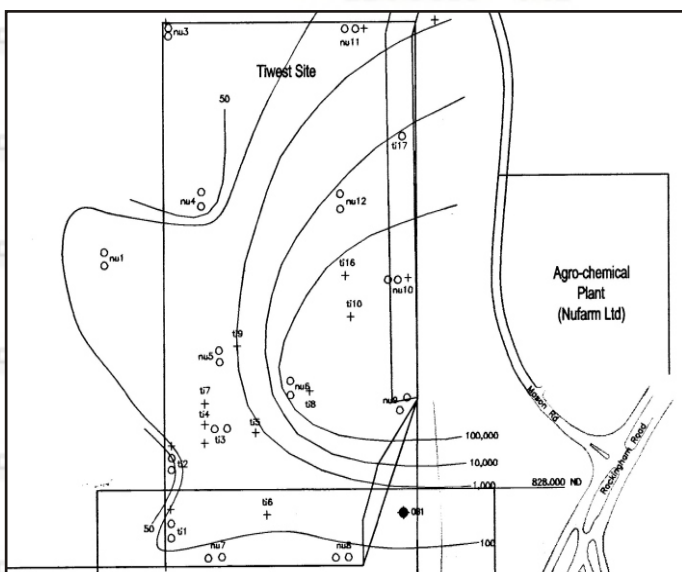 nu3
nu11
Tiwest Site
50
ti17
nu4
nu12
nu1
ti16
nu10
Agro-chemical
Plant
(Nufarm Ltd)
ti10
ti9
nu5
nu6
ti8
nu9
ti7
ti4
ti3
ti5
Mason Rd
Rockingham Road
100,000
ti2
10,000
1,000
828.000 ND
ti6
081
50
ti1
100
nu7
nu8